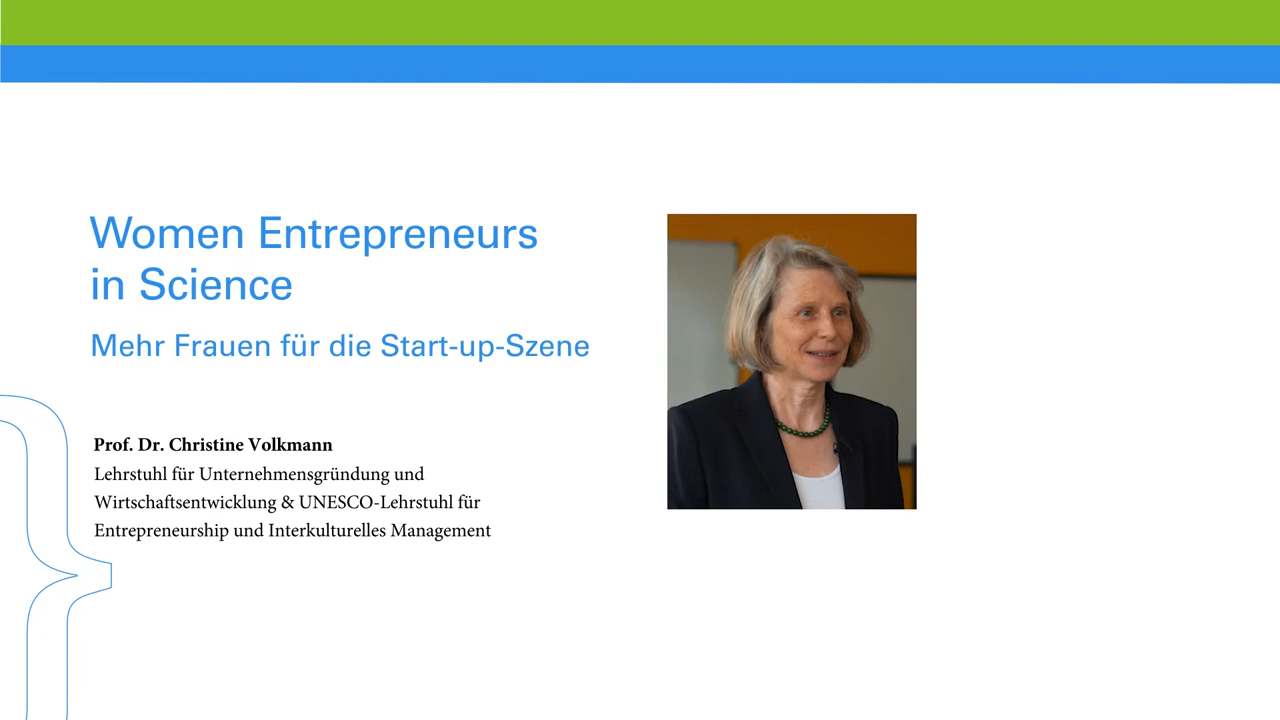 Women Entrepreneurs
in Science
Mehr Frauen für die Start-up-Szene
Prof. Dr. Christine Volkmann
Lehrstuhl für Unternehmensgründung und
Wirtschaftsentwicklung & UNESCO-Lehrstuhl für
Entrepreneurship und Interkulturelles Management